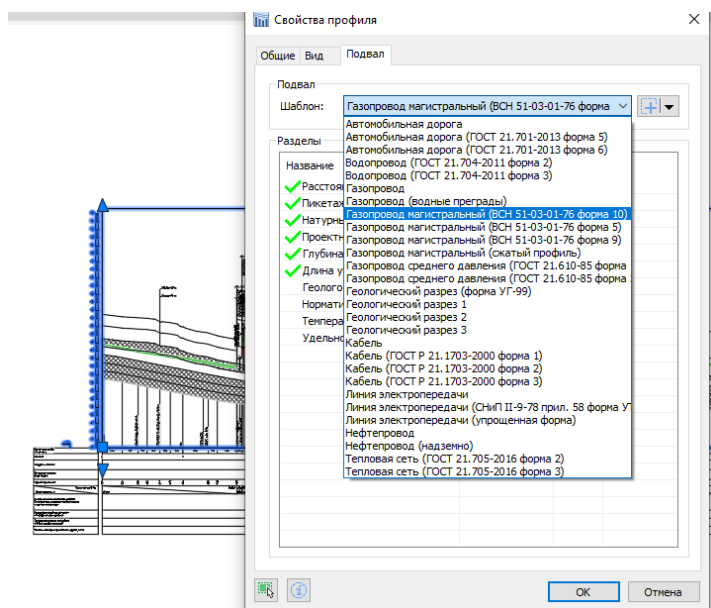 Свойства профиля
Общие Вид Подвал
Подвал
Шаблон: Газопровод магистральный (ВСН 51-03-01-76 форма
Автомобильная дорога
Автомобильная дорога (ГОСТ 21.701-2013 форма 5)
Автомобильная дорога (ГОСТ 21.701-2013 форма 6)
Водопровод (ГОСТ 21.704-2011 форма 2)
Водопровод (ГОСТ 21.704-2011 форма 3)
Газопровод
Газопровод (водные преграды)
Газопровод магистральный (ВСН 51-03-01-76 форма 10)
Газопровод магистральный (ВСН 51-03-01-76 форма 5)
Газопровод магистральный (ВСН 51-03-01-76 форма 9)
Газопровод магистральный (сжатый профиль)
Газопровод среднего давления (ГОСТ 21.610-85 форма
Газопровод среднего давления (ГОСТ 21.610-85 форма
Геологический разрез (форма УГ-99)
Геологический разрез 1
Геологический разрез 2
Геологический разрез 3
Кабель
Кабель (ГОСТ Р 21.1703-2000 форма 1)
Кабель (ГОСТ Р 21.1703-2000 форма 2)
Кабель (ГОСТ Р 21.1703-2000 форма 3)
Линия электропередачи
Линия электропередачи (СНиП II-9-78 прил. 58 форма УГ
Линия электропередачи (упрощенная форма)
Нефтепровод
Нефтепровод (надземно)
Тепловая сеть (ГОСТ 21.705-2016 форма 2)
Тепловая сеть (ГОСТ 21.705-2016 форма 3)
Разделы
Название
Расстоя
Пикетаж
Натурн
Проектн
Глубина
Длина у
Геолого
Нормати
Темпера
Удельно
ОК Отмена